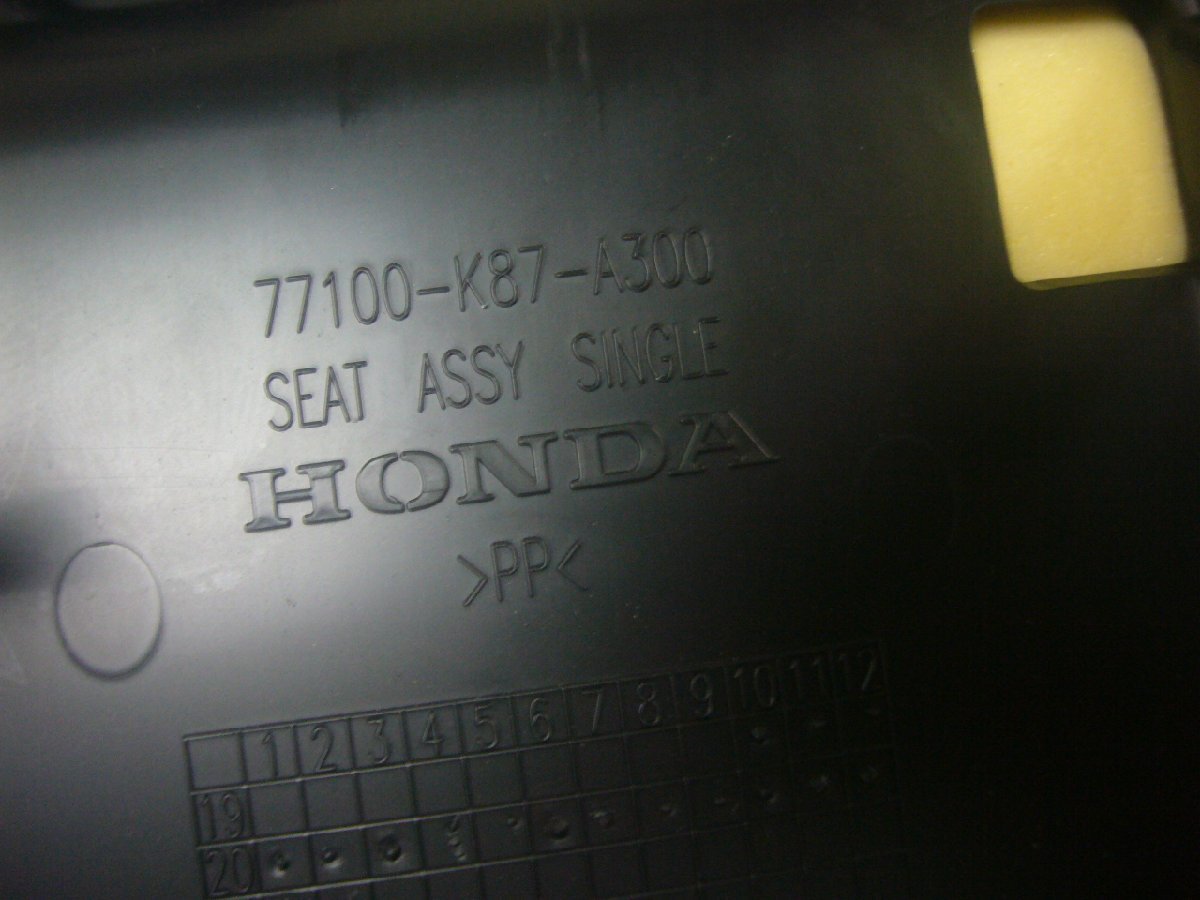 77100-K87-A300
SEAT ASSY SINGLE
HONDA
>PP<
1 2 3 4 5 6 7 8 9 10 11 12
19
20